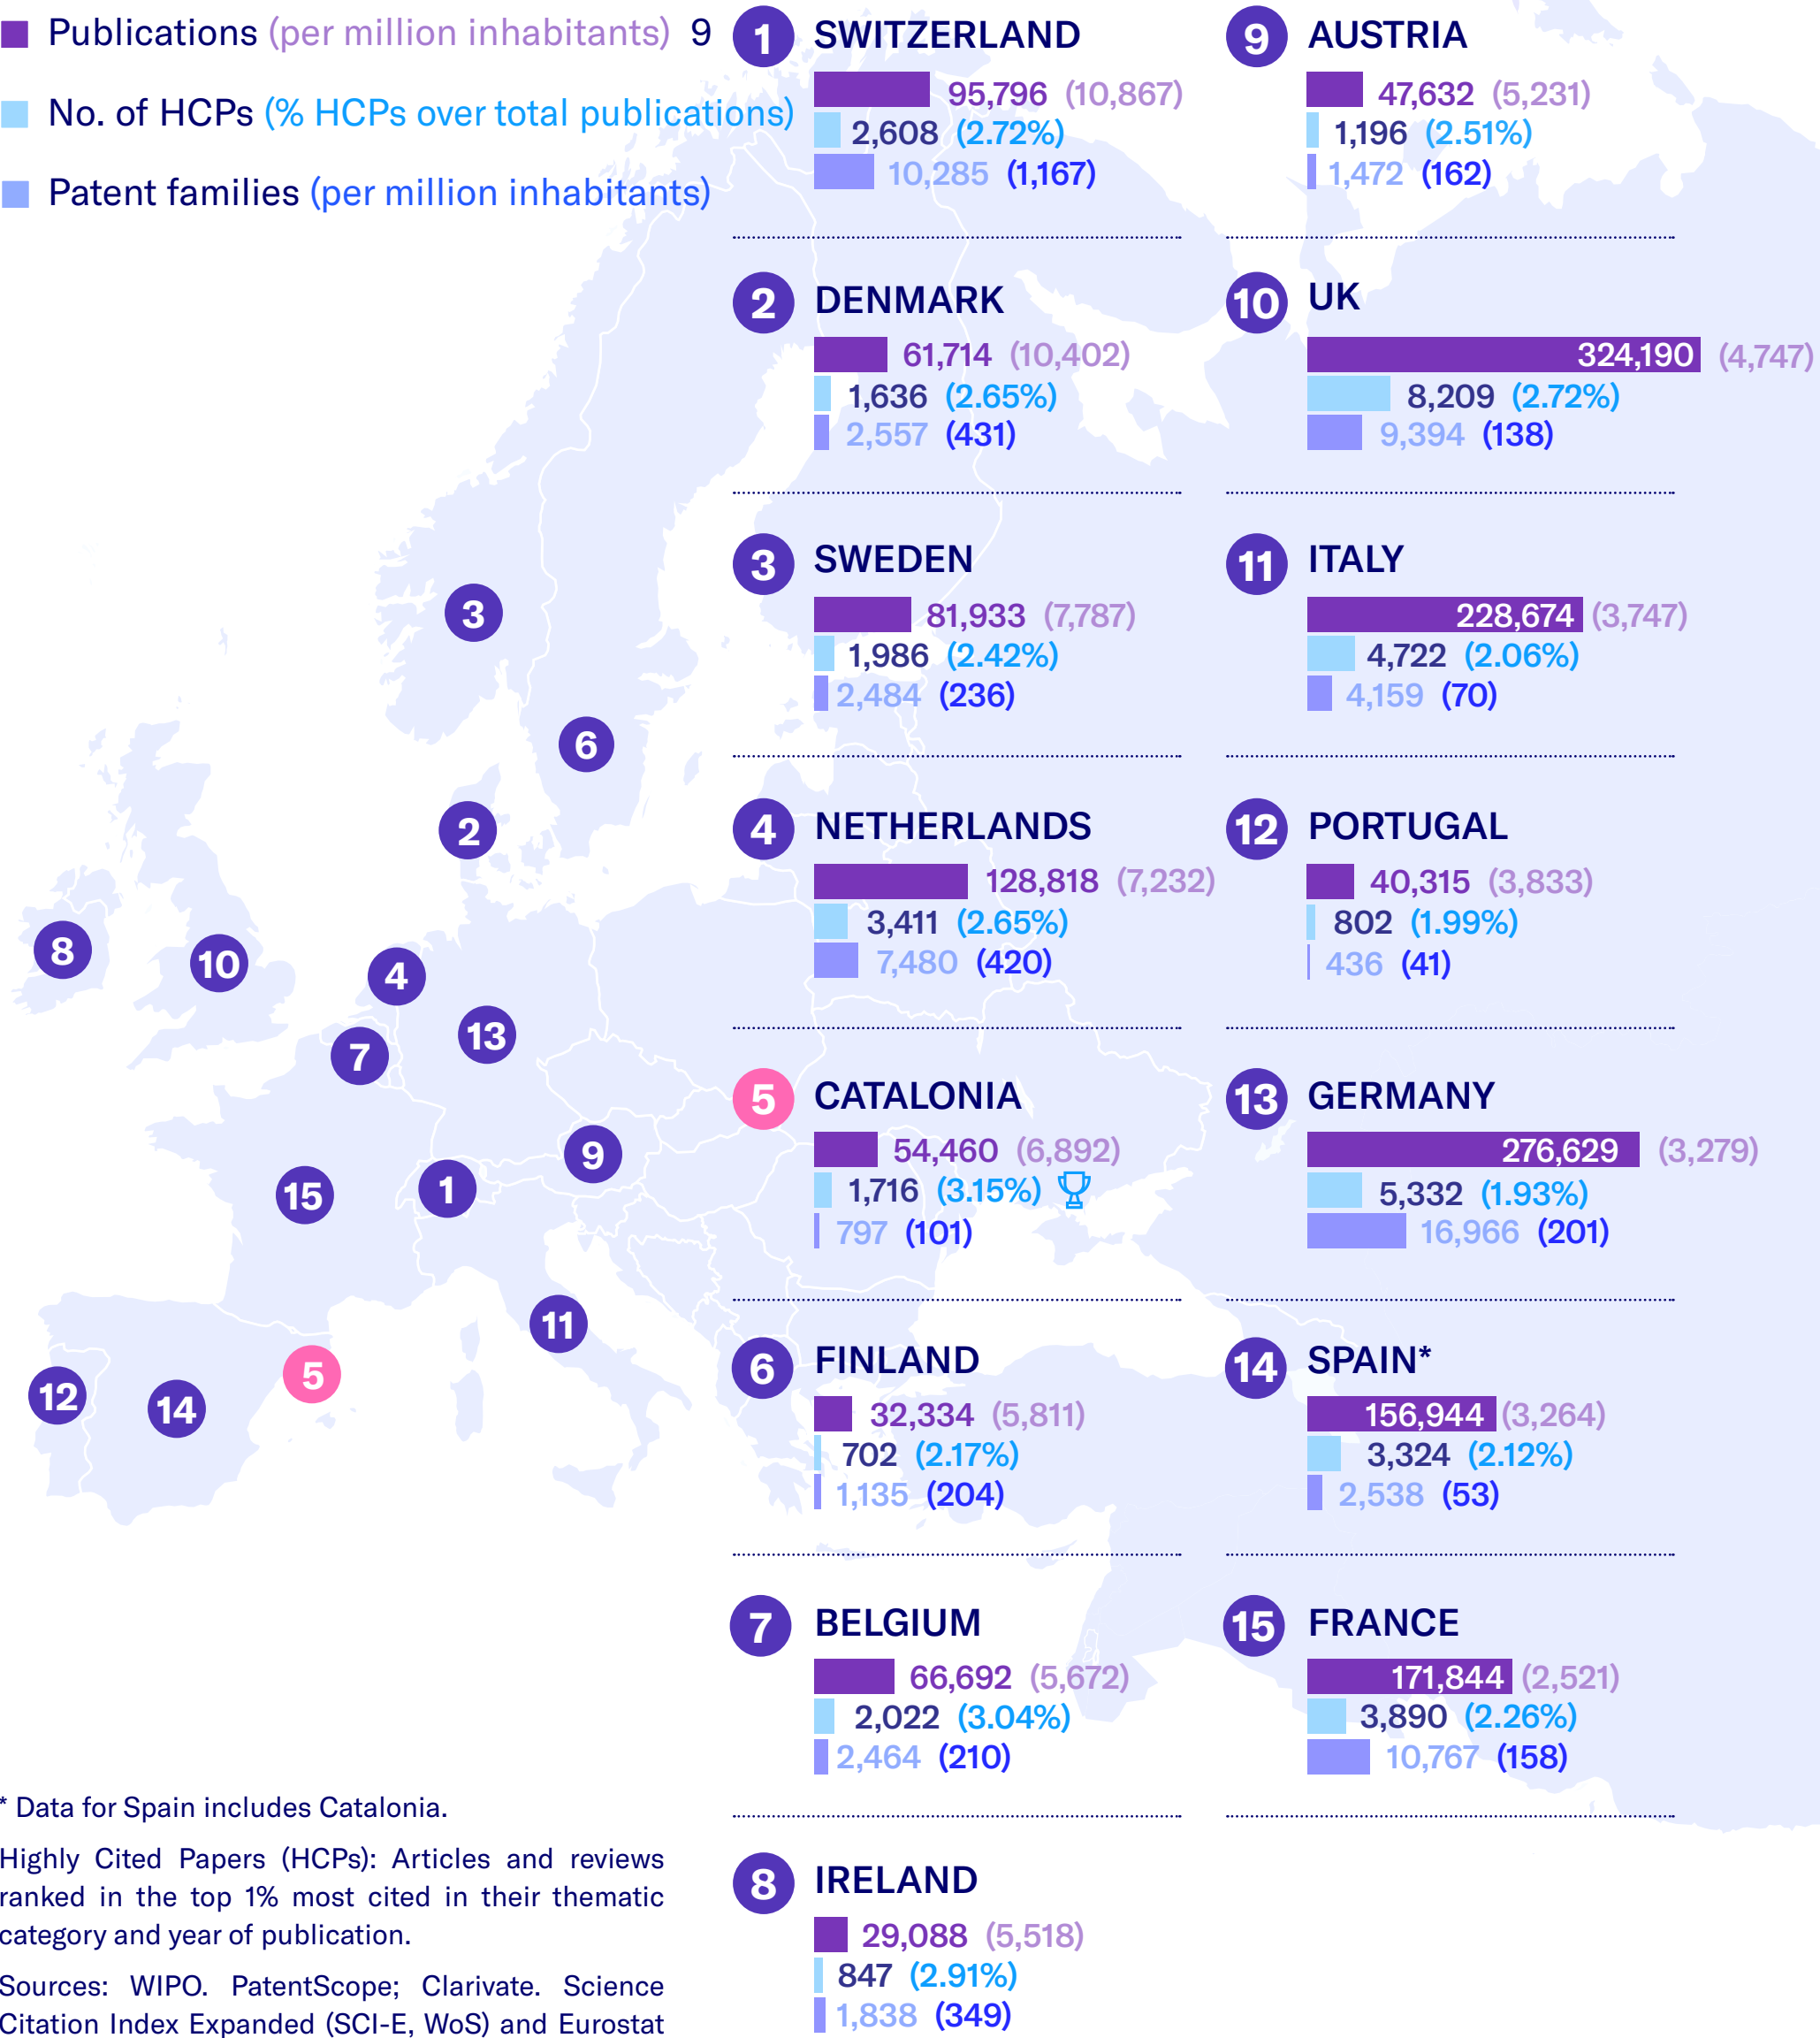 Publications (per million inhabitants) 9
No. of HCPs (% HCPs over total publications)
Patent families (per million inhabitants)
1 SWITZERLAND
95,796 (10,867)
2,608 (2.72%)
10,285 (1,167)
2 DENMARK
61,714 (10,402)
1,636 (2.65%)
2,557 (431)
3 SWEDEN
81,933 (7,787)
1,986 (2.42%)
2,484 (236)
4 NETHERLANDS
128,818 (7,232)
3,411 (2.65%)
7,480 (420)
5 CATALONIA
54,460 (6,892)
1,716 (3.15%)
797 (101)
6 FINLAND
32,334 (5,811)
702 (2.17%)
1,135 (204)
7 BELGIUM
66,692 (5,672)
2,022 (3.04%)
2,464 (210)
8 IRELAND
29,088 (5,518)
847 (2.91%)
1,838 (349)
9 AUSTRIA
47,632 (5,231)
1,196 (2.51%)
1,472 (162)
10 UK
324,190 (4,747)
8,209 (2.72%)
9,394 (138)
11 ITALY
228,674 (3,747)
4,722 (2.06%)
4,159 (70)
12 PORTUGAL
40,315 (3,833)
802 (1.99%)
436 (41)
13 GERMANY
276,629 (3,279)
5,332 (1.93%)
16,966 (201)
14 SPAIN*
156,944 (3,264)
3,324 (2.12%)
2,538 (53)
15 FRANCE
171,844 (2,521)
3,890 (2.26%)
10,767 (158)
3
6
2
8
10
4
13
7
9
1
15
11
5
12
14
* Data for Spain includes Catalonia.
Highly Cited Papers (HCPs): Articles and reviews
ranked in the top 1% most cited in their thematic
category and year of publication.
Sources: WIPO. PatentScope; Clarivate. Science
Citation Index Expanded (SCI-E, WoS) and Eurostat